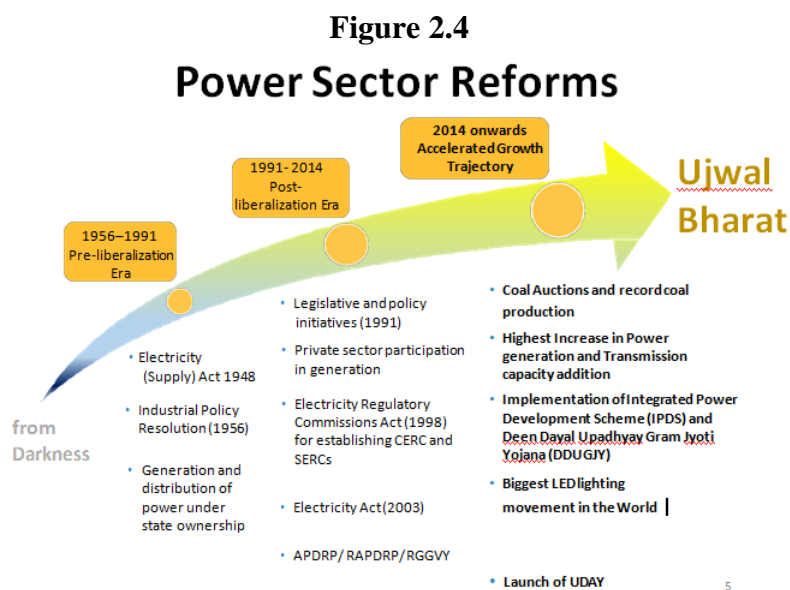 Figure 2.4
Power Sector Reforms
2014 onwards
Accelerated Growth
Trajectory
1991- 2014
Post-
liberalization Era
1956–1991
Pre-liberalization
Era
Ujwal
Bharat
from
Darkness
• Electricity
(Supply) Act 1948
• Industrial Policy
Resolution (1956)
• Generation and
distribution of
power under
state ownership
• Legislative and policy
initiatives (1991)
• Private sector participation
in generation
• Electricity Regulatory
Commissions Act (1998)
for establishing CERC and
SERCs
• Electricity Act (2003)
• APDRP/ RAPDRP/RGGVY
• Coal Auctions and record coal
production
• Highest Increase in Power
generation and Transmission
capacity addition
• Implementation of Integrated Power
Development Scheme (IPDS) and
Deen Dayal Upadhyay Gram Jyoti
Yojana (DDUGJY)
• Biggest LED lighting
movement in the World
• Launch of UDAY
5